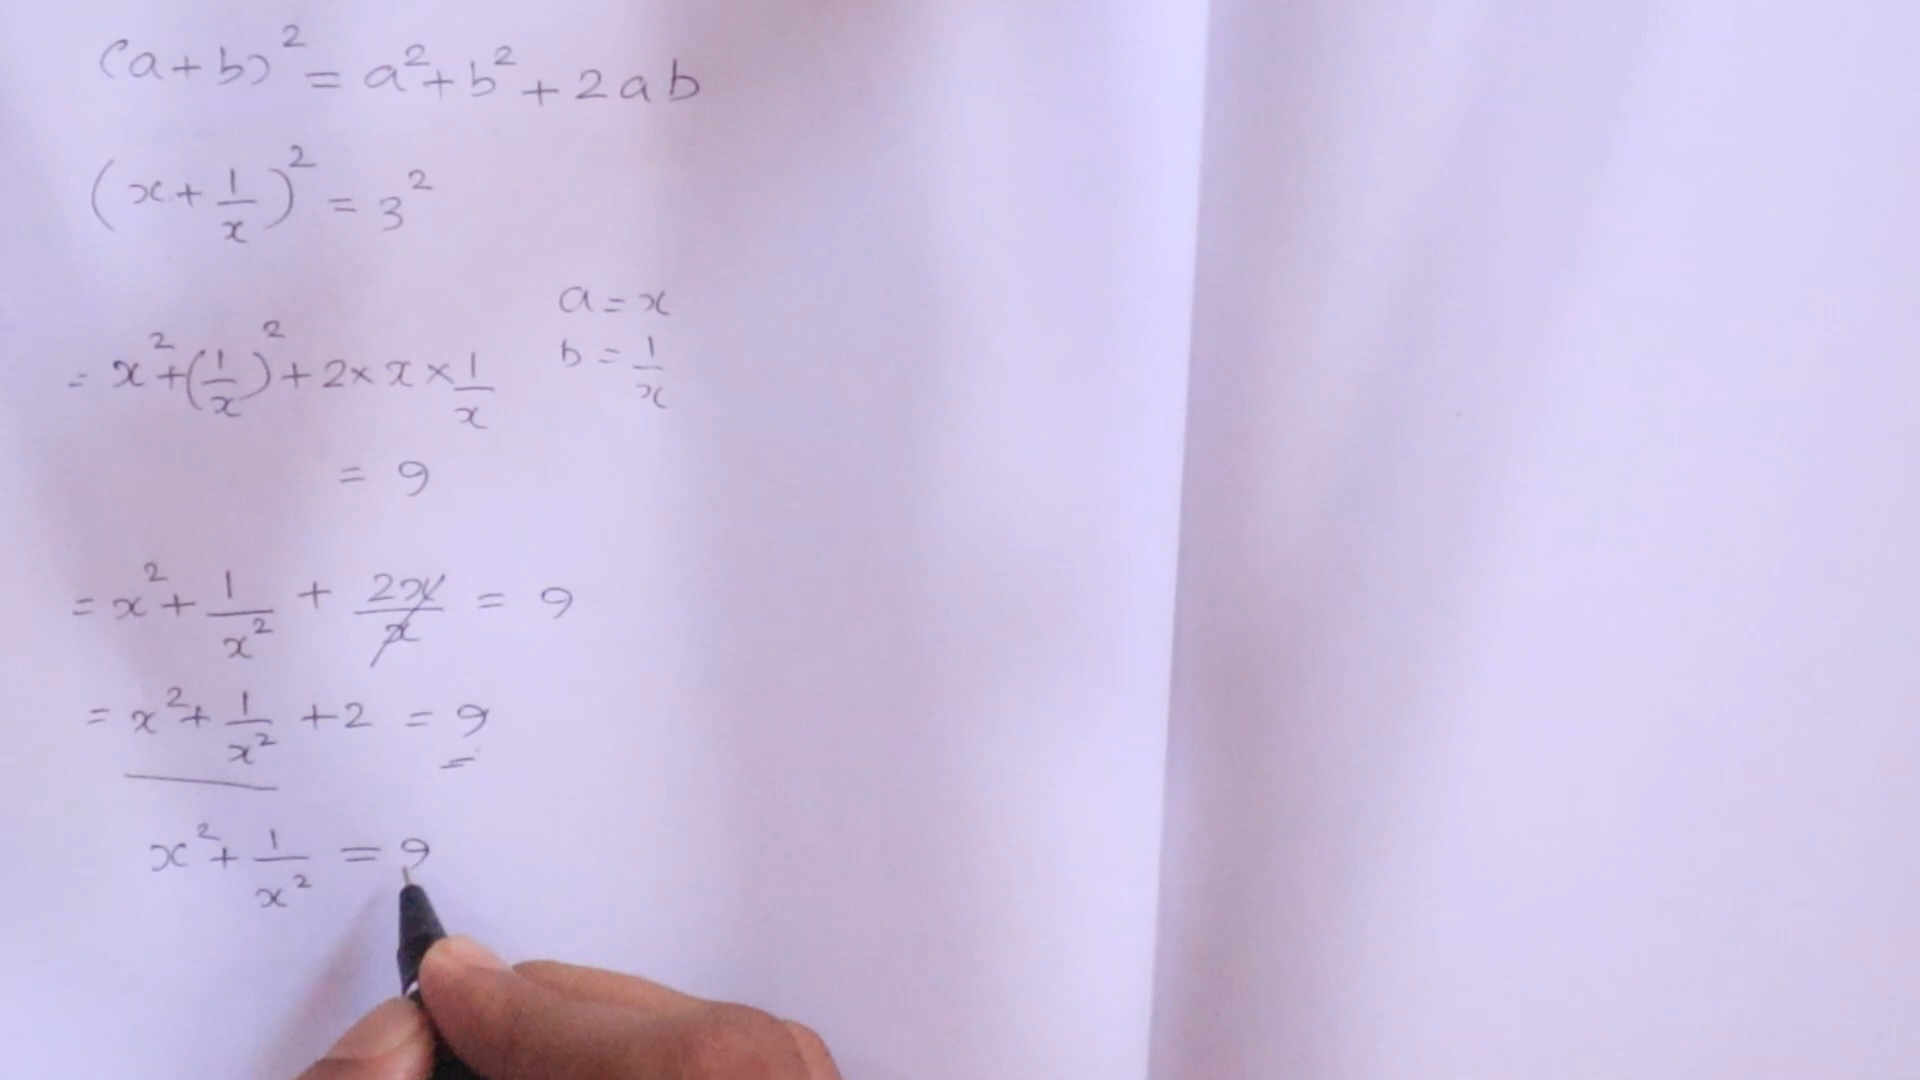 (a+b)² = a²+b²+2ab
(x+1/x)² = 3²
a=x
= x²+(1/x)²+2×x×1/x
b=1/x
= 9
= x²+1/x² + 2x/x = 9
= x²+1/x² +2 = 9
x²+1/x² = 9